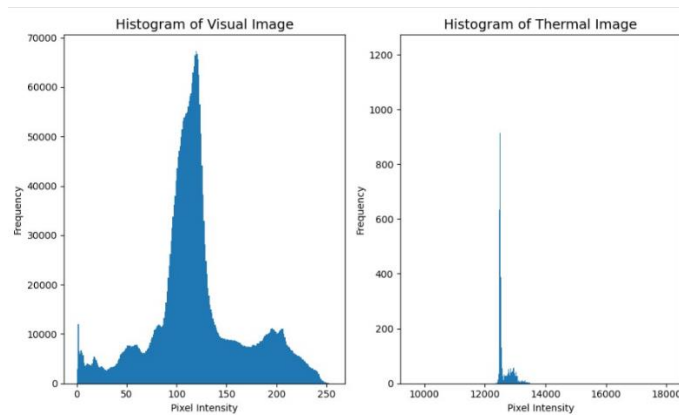 Histogram of Visual Image
70000
60000
50000
40000
30000
20000
10000
0
Frequency
0 50 100 150 200 250
Pixel Intensity
Histogram of Thermal Image
1200
1000
800
600
400
200
0
Frequency
10000 12000 14000 16000 18000
Pixel Intensity